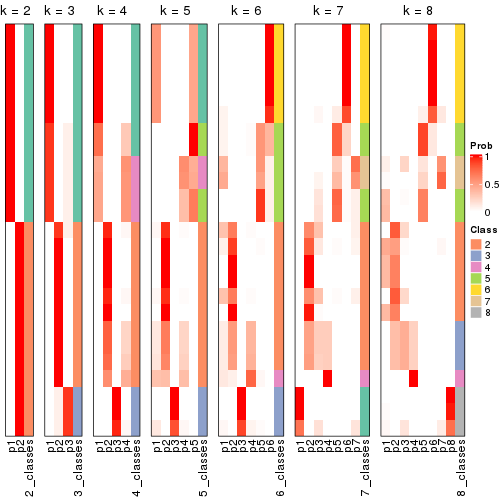 k = 2 k = 3 k = 4 k = 5 k = 6 k = 7 k = 8
Prob
1
0.5
0
Class
2
3
4
5
6
7
8
p1 p2 2_classes p1 p2 p3 3_classes p1 p2 p3 p4 4_classes p1 p2 p3 p4 p5 5_classes p1 p2 p3 p4 p5 p6 6_classes p1 p2 p3 p4 p5 p6 p7 7_classes p1 p2 p3 p4 p5 p6 p7 p8 8_classes